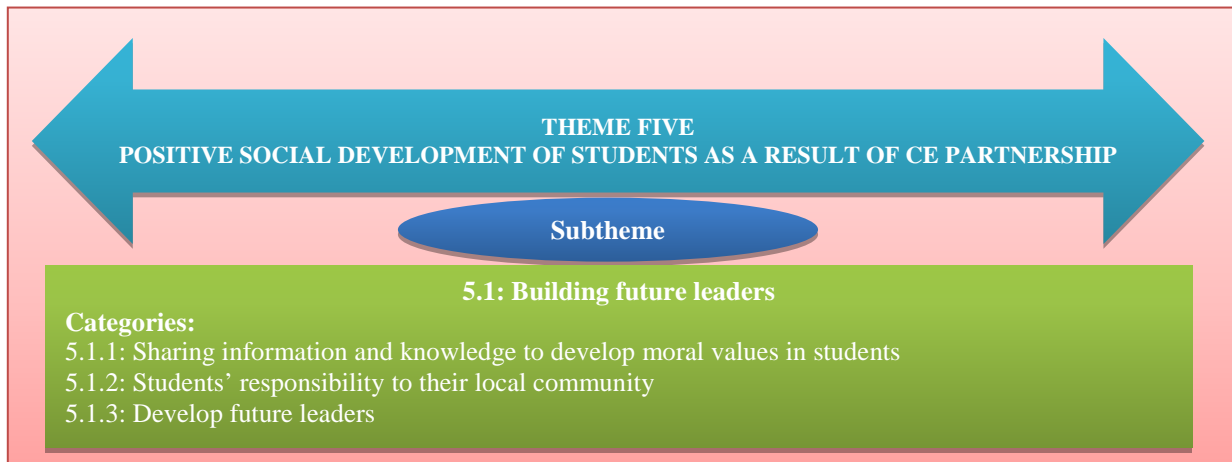 THEME FIVE
POSITIVE SOCIAL DEVELOPMENT OF STUDENTS AS A RESULT OF CE PARTNERSHIP
Subtheme
5.1: Building future leaders
Categories:
5.1.1: Sharing information and knowledge to develop moral values in students
5.1.2: Students’ responsibility to their local community
5.1.3: Develop future leaders